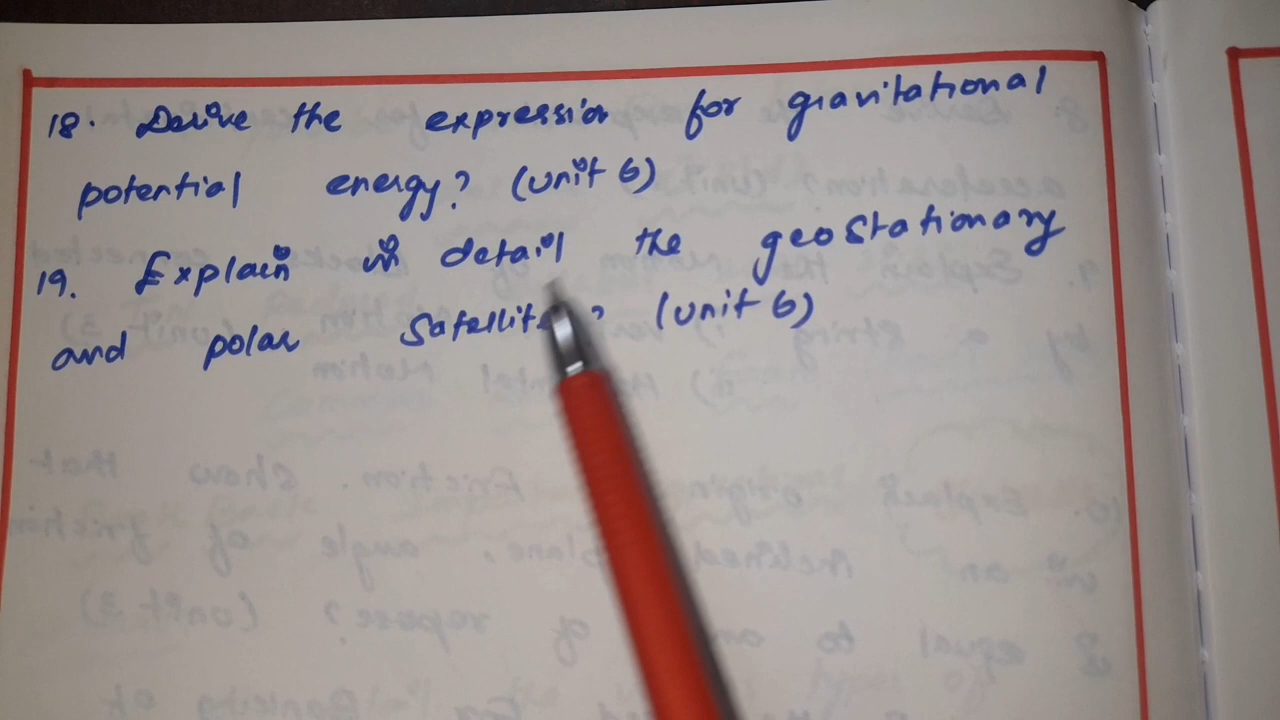 18. Derive the expression for gravitational
potential energy? (unit 6)
19. Explain in detail the geostationary
and polar Satellite? (unit 6)